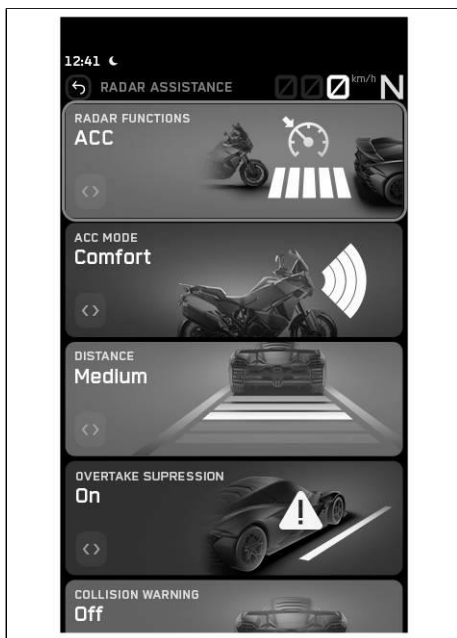 12:41
RADAR ASSISTANCE
000 km/h N
RADAR FUNCTIONS
ACC
ACC MODE
Comfort
DISTANCE
Medium
OVERTAKE SUPRESSION
On
COLLISION WARNING
Off